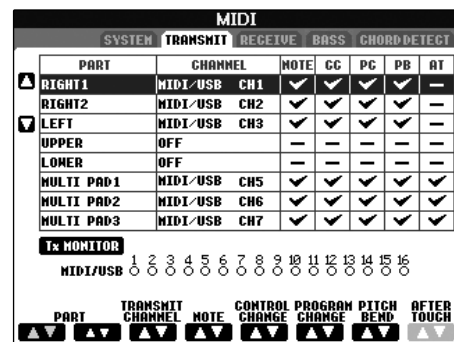 MIDI
SYSTEM TRANSMIT RECEIVE BASS CHORD DETECT
PART CHANNEL NOTE CC PC PB AT
RIGHT1 MIDI/USB CH1 ✓ ✓ ✓ ✓ –
RIGHT2 MIDI/USB CH2 ✓ ✓ ✓ ✓ –
LEFT MIDI/USB CH3 ✓ ✓ ✓ ✓ –
UPPER OFF – – – – –
LOWER OFF – – – – –
MULTI PAD1 MIDI/USB CH5 ✓ ✓ ✓ ✓ ✓
MULTI PAD2 MIDI/USB CH6 ✓ ✓ ✓ ✓ ✓
MULTI PAD3 MIDI/USB CH7 ✓ ✓ ✓ ✓ ✓
Tx MONITOR
1 2 3 4 5 6 7 8 9 10 11 12 13 14 15 16
MIDI/USB
TRANSMIT CONTROL PROGRAM PITCH AFTER
PART CHANNEL NOTE CHANGE CHANGE BEND TOUCH